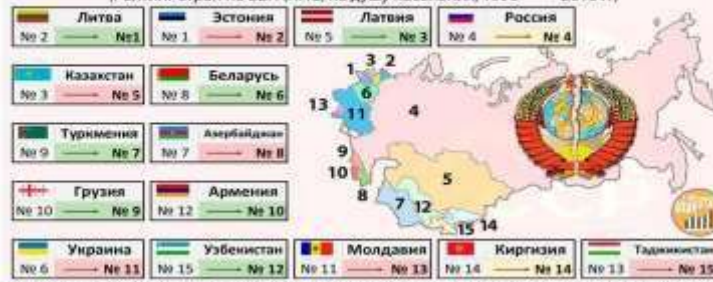 Литва
№ 2 → №1
Эстония
№ 1 → № 2
Латвия
№ 5 → № 3
Россия
№ 4 → № 4
Казахстан
№ 3 → № 5
Беларусь
№ 8 → № 6
Туркмения
№ 9 → № 7
Азербайджан
№ 7 → № 8
Грузия
№ 10 → № 9
Армения
№ 12 → № 10
Украина
№ 6 → № 11
Узбекистан
№ 15 → № 12
Молдавия
№ 11 → № 13
Киргизия
№ 14 → № 14
Таджикистан
№ 13 → № 15
1
3
2
6
13
11
4
9
10
8
5
7
12
14
15